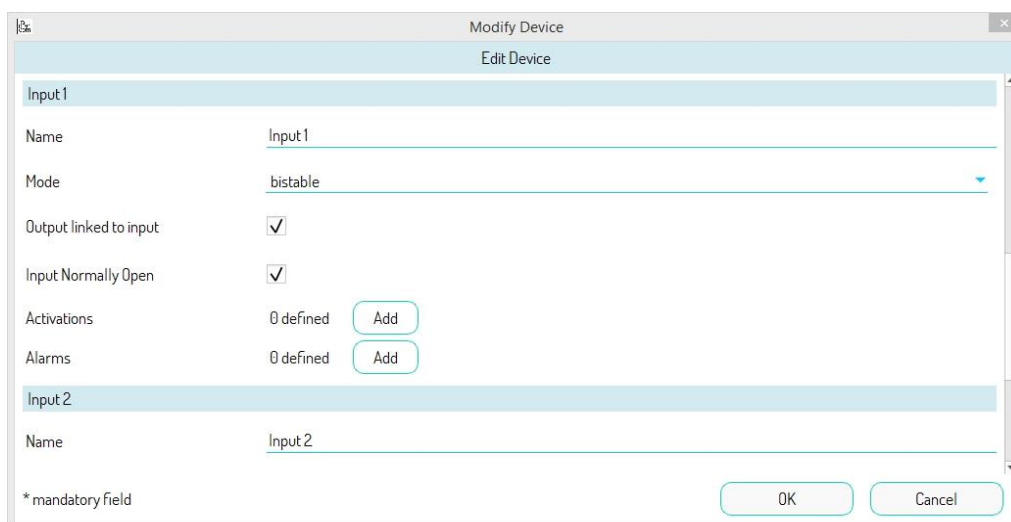 Modify Device
Edit Device
Input 1
Name Input 1
Mode bistable
Output linked to input
Input Normally Open
Activations 0 defined Add
Alarms 0 defined Add
Input 2
Name Input 2
* mandatory field OK Cancel